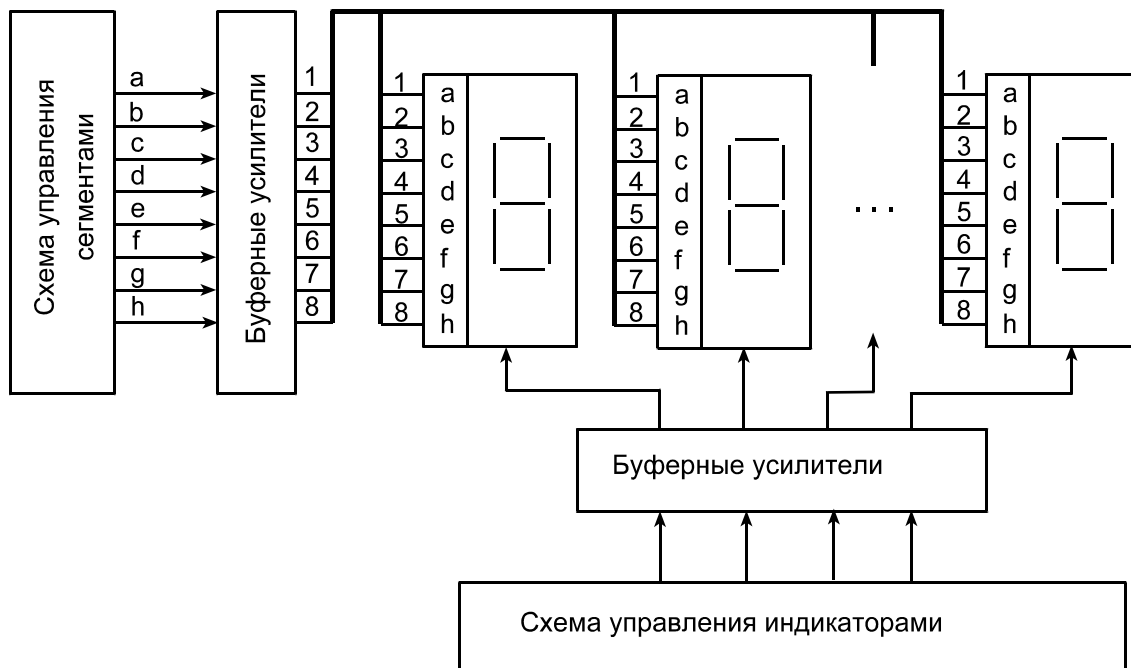 Схема управления
сегментами
a
b
c
d
e
f
g
h
Буферные усилители
1
2
3
4
5
6
7
8
1
2
3
4
5
6
7
8
a
b
c
d
e
f
g
h
1
2
3
4
5
6
7
8
a
b
c
d
e
f
g
h
...
1
2
3
4
5
6
7
8
a
b
c
d
e
f
g
h
Буферные усилители
Схема управления индикаторами